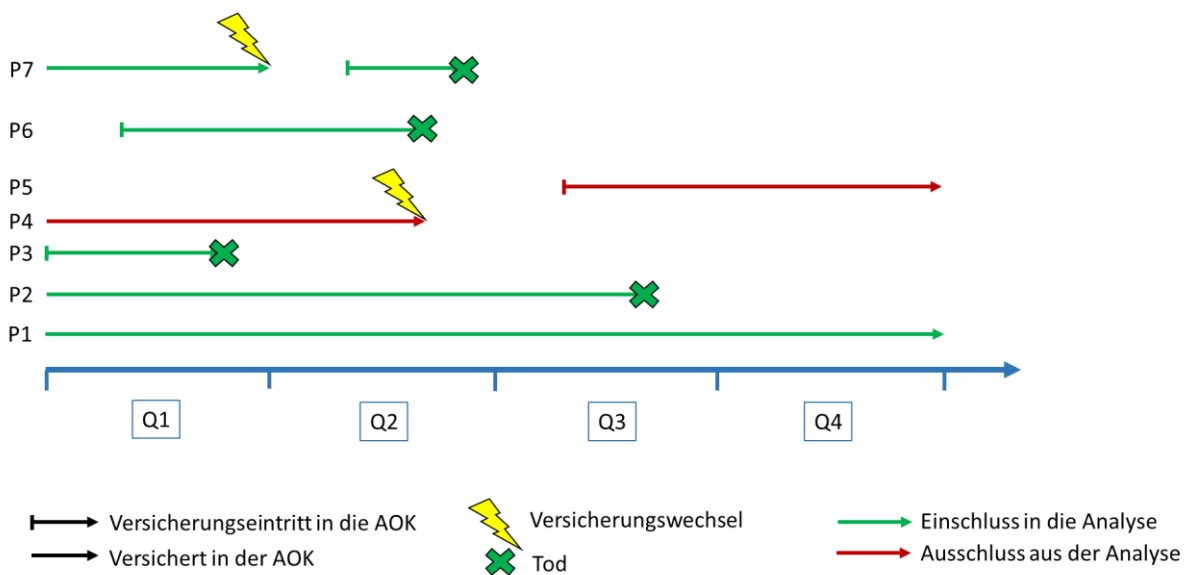 P7
P6
P5
P4
P3
P2
P1
Q1
Q2
Q3
Q4
Versicherungseintritt in die AOK
Versichert in der AOK
Versicherungswechsel
Tod
Einschluss in die Analyse
Ausschluss aus der Analyse